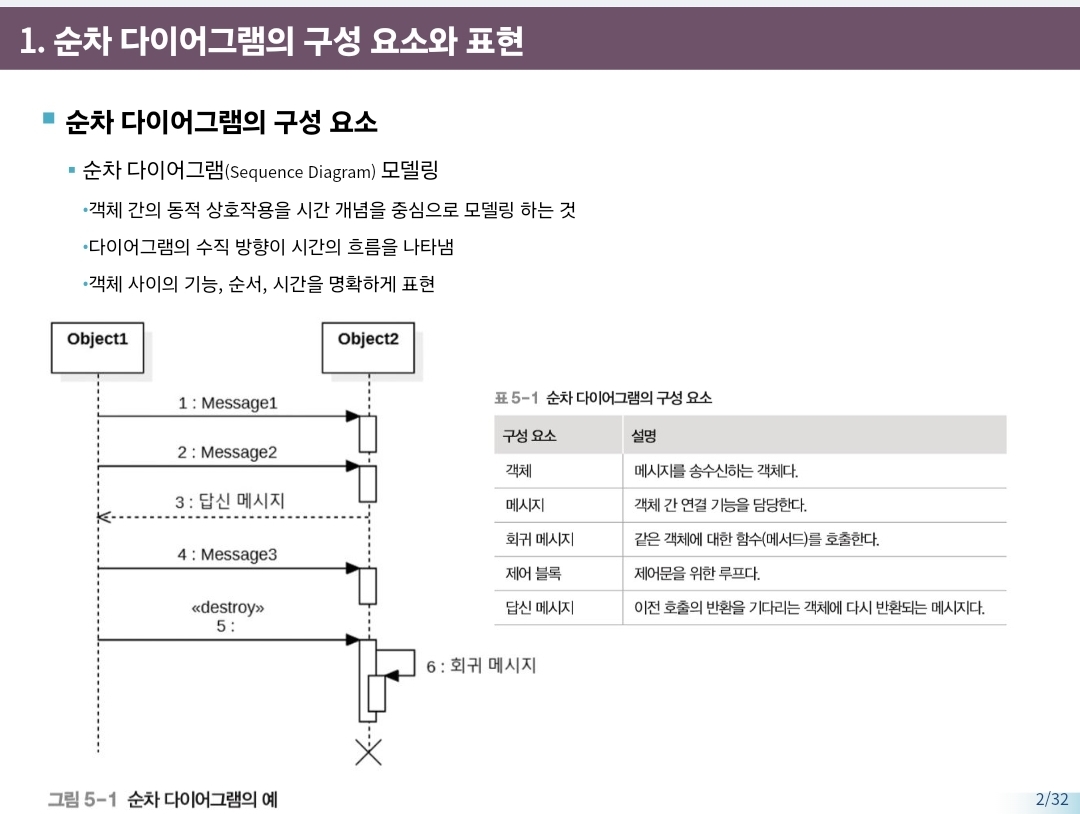 1. 순차 다이어그램의 구성 요소와 표현
순차 다이어그램의 구성 요소
순차 다이어그램(Sequence Diagram) 모델링
•객체 간의 동적 상호작용을 시간 개념을 중심으로 모델링 하는 것
•다이어그램의 수직 방향이 시간의 흐름을 나타냄
•객체 사이의 기능, 순서, 시간을 명확하게 표현
Object1
Object2
1 : Message1
2 : Message2
3 : 답신 메시지
4 : Message3
«destroy»
5 :
6 : 회귀 메시지
그림 5-1 순차 다이어그램의 예
표 5-1 순차 다이어그램의 구성 요소
구성 요소 설명
객체 메시지를 송수신하는 객체다.
메시지 객체 간 연결 기능을 담당한다.
회귀 메시지 같은 객체에 대한 함수(메서드)를 호출한다.
제어 블록 제어문을 위한 루프다.
답신 메시지 이전 호출의 반환을 기다리는 객체에 다시 반환되는 메시지다.
2/32